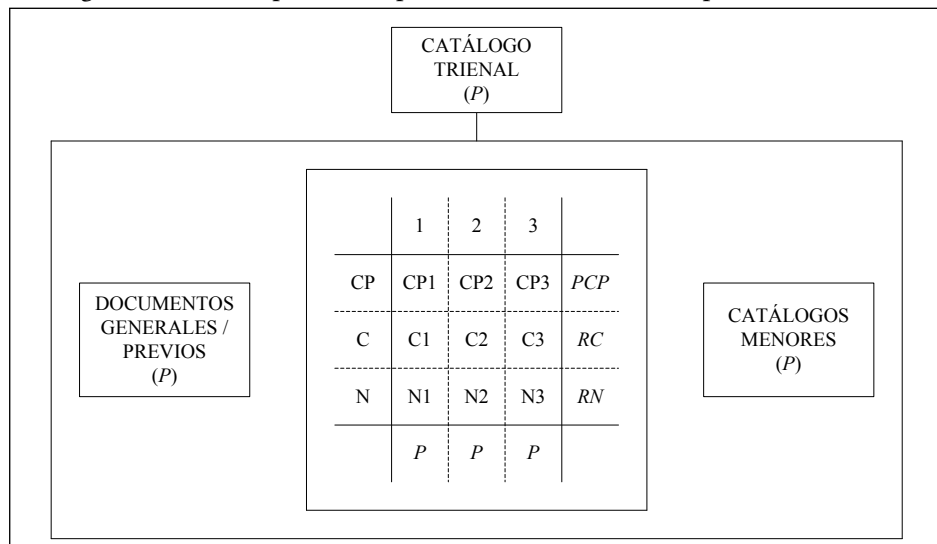 CATÁLOGO
TRIENAL
(P)
DOCUMENTOS
GENERALES /
PREVIOS
(P)
1 2 3
CP CP1 CP2 CP3 PCP
C C1 C2 C3 RC
N N1 N2 N3 RN
P P P
CATÁLOGOS
MENORES
(P)